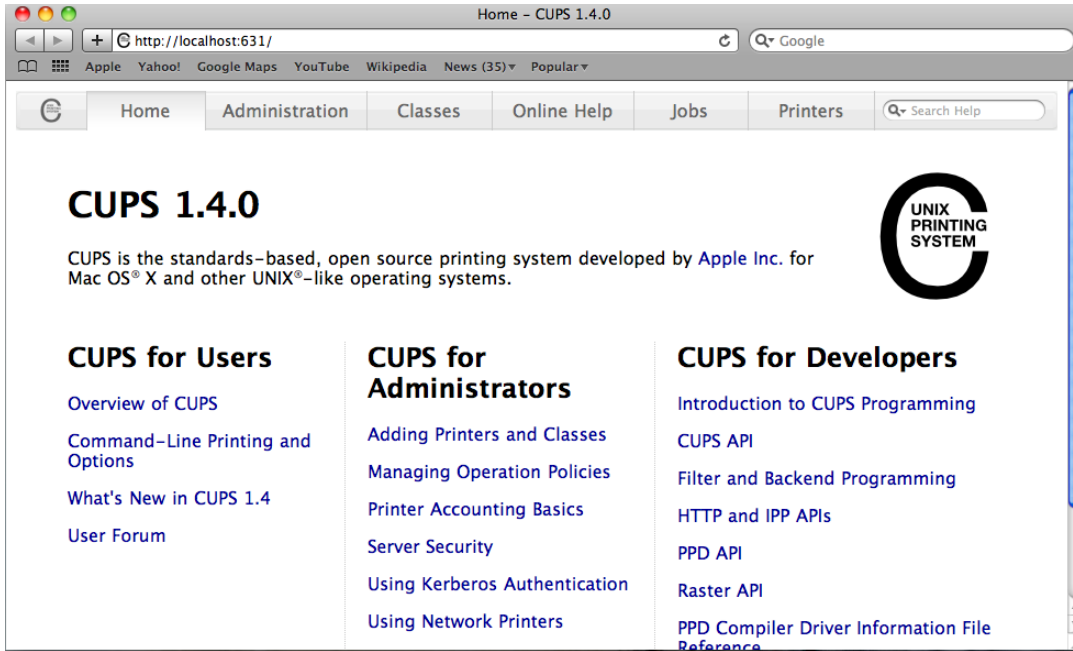 Home – CUPS 1.4.0
http://localhost:631/
Google
Apple Yahoo! Google Maps YouTube Wikipedia News (35) Popular
Home Administration Classes Online Help Jobs Printers Search Help
CUPS 1.4.0
UNIX
PRINTING
SYSTEM
CUPS is the standards-based, open source printing system developed by Apple Inc. for
Mac OS® X and other UNIX®-like operating systems.
CUPS for Users
Overview of CUPS
Command-Line Printing and
Options
What's New in CUPS 1.4
User Forum
CUPS for
Administrators
Adding Printers and Classes
Managing Operation Policies
Printer Accounting Basics
Server Security
Using Kerberos Authentication
Using Network Printers
CUPS for Developers
Introduction to CUPS Programming
CUPS API
Filter and Backend Programming
HTTP and IPP APIs
PPD API
Raster API
PPD Compiler Driver Information File
Reference